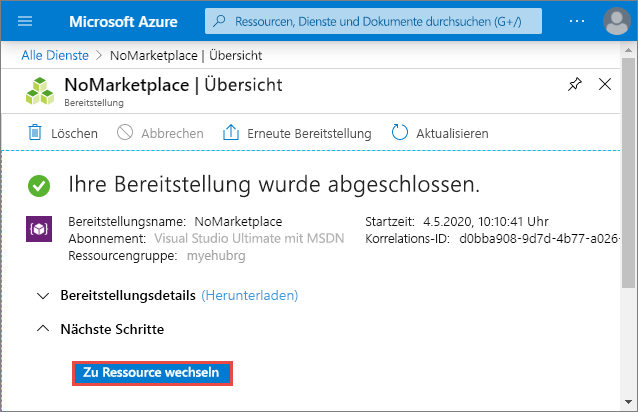 Microsoft Azure
Ressourcen, Dienste und Dokumente durchsuchen (G+/)
Alle Dienste > NoMarketplace | Übersicht
NoMarketplace | Übersicht
Bereitstellung
Löschen Abbrechen Erneute Bereitstellung Aktualisieren
Ihre Bereitstellung wurde abgeschlossen.
Bereitstellungsname: NoMarketplace
Abonnement: Visual Studio Ultimate mit MSDN
Ressourcengruppe: myehubrg
Startzeit: 4.5.2020, 10:10:41 Uhr
Korrelations-ID: d0bba908-9d7d-4b77-a026-
Bereitstellungsdetails (Herunterladen)
Nächste Schritte
Zu Ressource wechseln